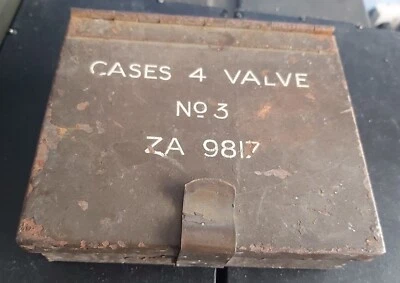 CASES 4 VALVE
Nº 3
ZA 9817